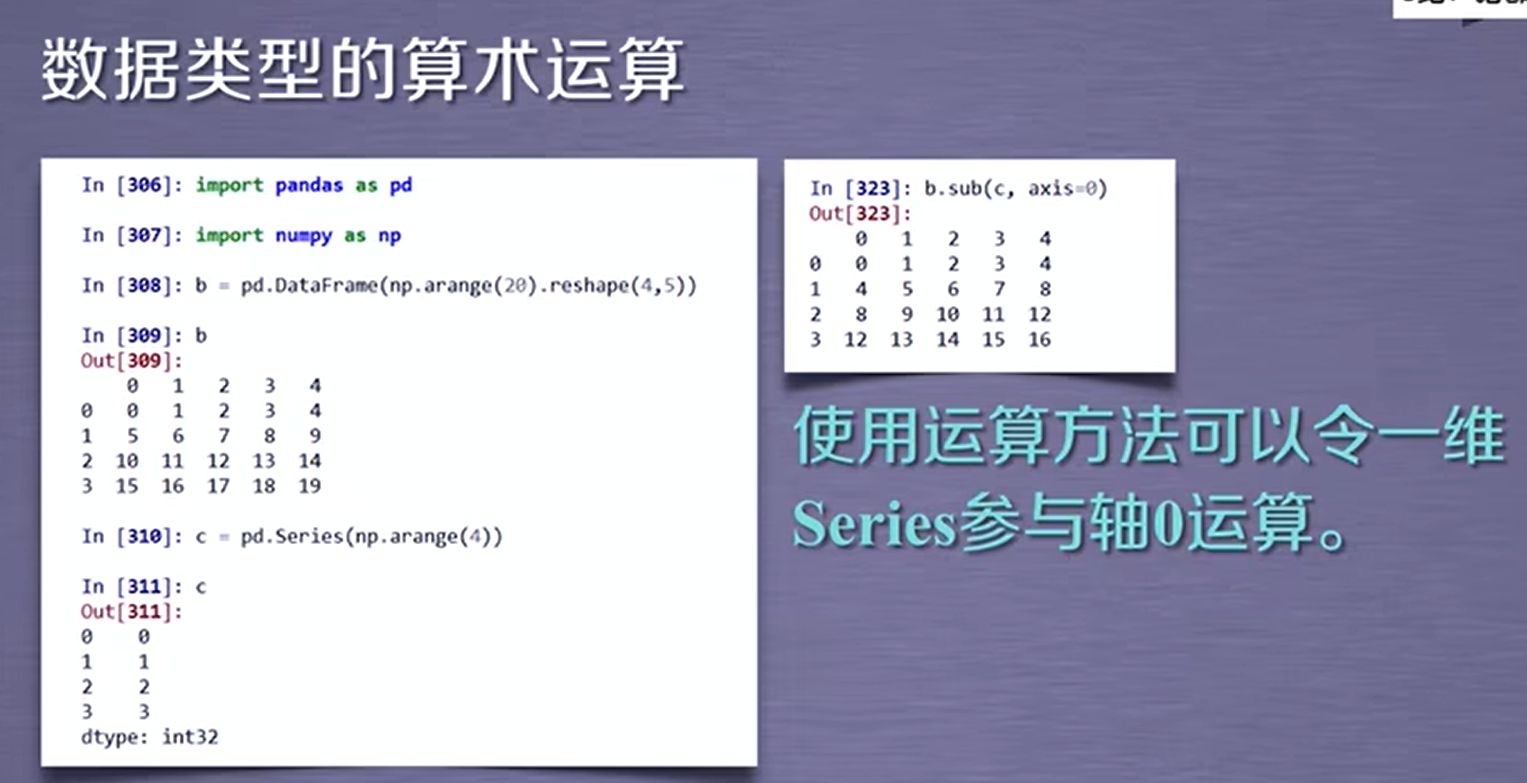 数据类型的算术运算
In [306]: import pandas as pd
In [307]: import numpy as np
In [308]: b = pd.DataFrame(np.arange(20).reshape(4,5))
In [309]: b
Out[309]:
0 1 2 3 4
0 0 1 2 3 4
1 5 6 7 8 9
2 10 11 12 13 14
3 15 16 17 18 19
In [310]: c = pd.Series(np.arange(4))
In [311]: c
Out[311]:
0 0
1 1
2 2
3 3
dtype: int32
In [323]: b.sub(c, axis=0)
Out[323]:
0 1 2 3 4
0 0 1 2 3 4
1 4 5 6 7 8
2 8 9 10 11 12
3 12 13 14 15 16
使用运算方法可以令一维
Series参与轴0运算。